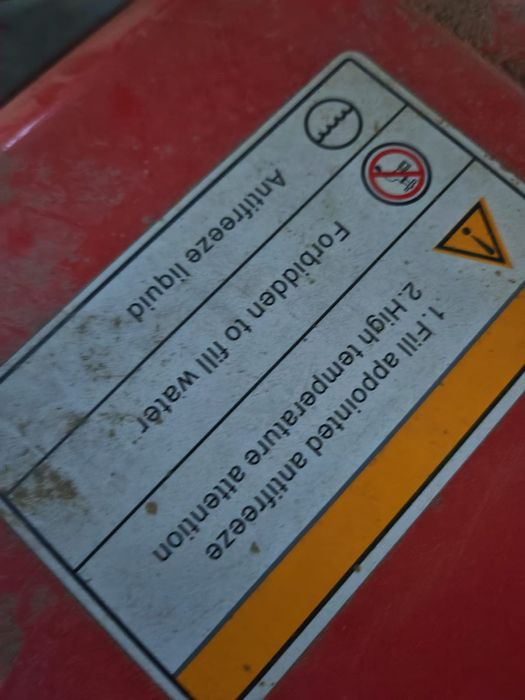 1. Fill appointed antifreeze
2.High temperature attention
Forbidden to fill water
Antifreeze liquid